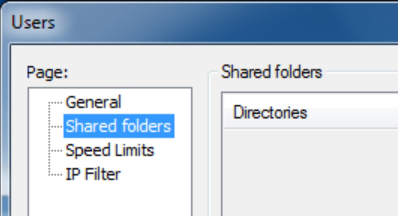 Users
Page:
General
Shared folders
Speed Limits
IP Filter
Shared folders
Directories